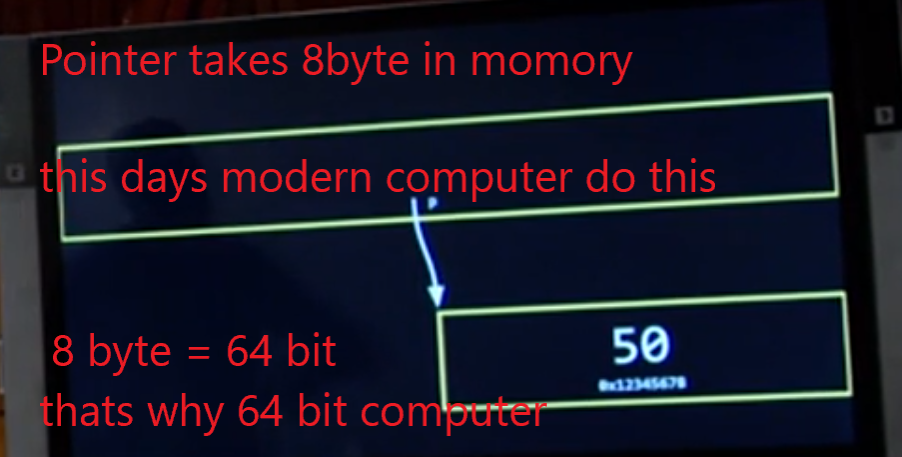 Pointer takes 8byte in momory
this days modern computer do this
P
50
0x12345678
8 byte = 64 bit
thats why 64 bit computer